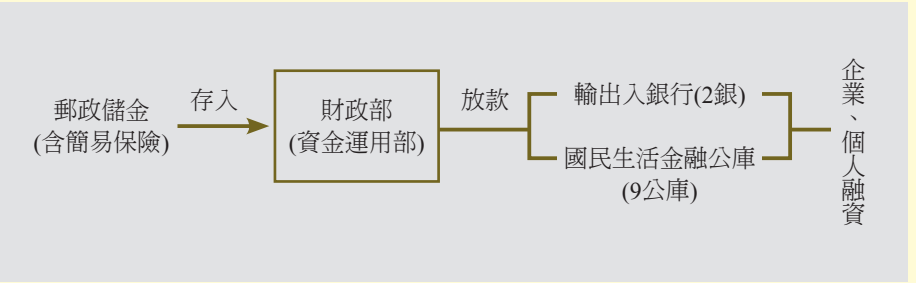 郵政儲金
(含簡易保險)
存入
財政部
(資金運用部)
放款
輸出入銀行(2銀)
國民生活金融公庫
(9公庫)
企業、個人融資